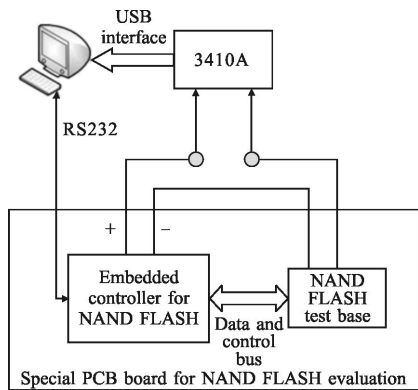 USB
interface
3410A
RS232
+ −
Embedded
controller for
NAND FLASH
NAND
FLASH
test base
Data and
control
bus
Special PCB board for NAND FLASH evaluation